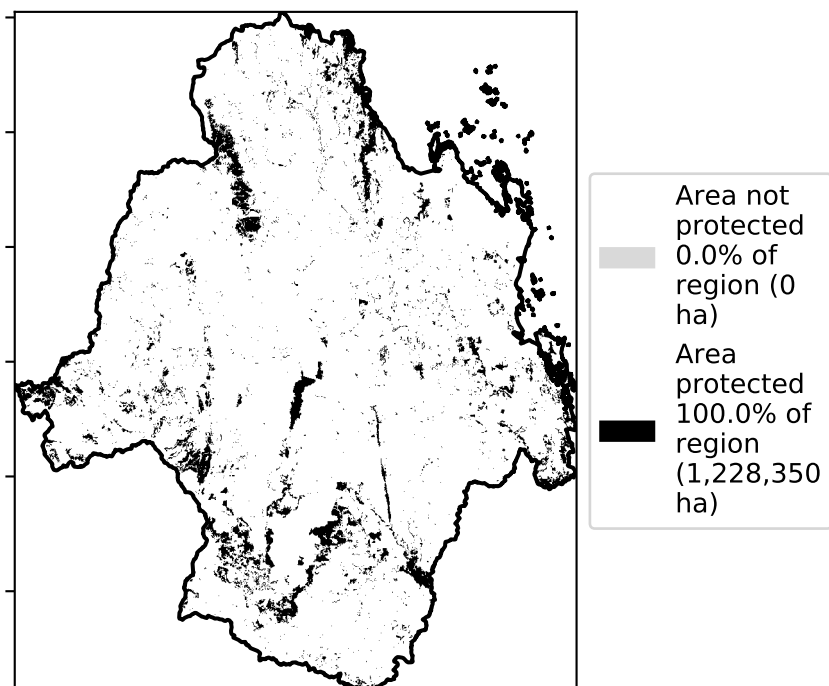 Area not
protected
0.0% of
region (0
ha)
Area
protected
100.0% of
region
(1,228,350
ha)